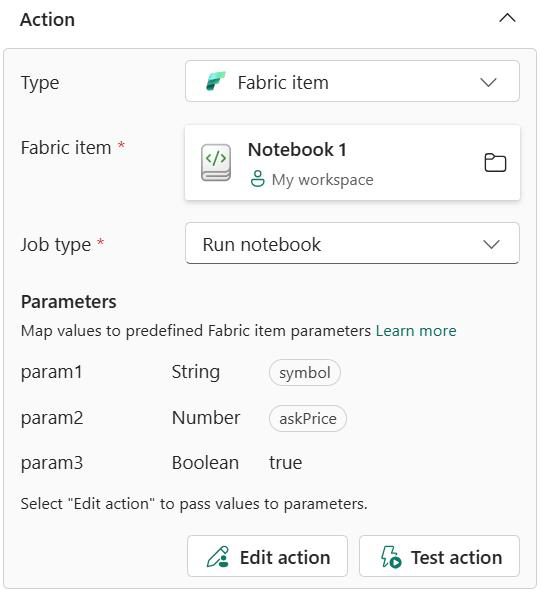 Action
Type Fabric item
Fabric item * Notebook 1
My workspace
Job type * Run notebook
Parameters
Map values to predefined Fabric item parameters Learn more
param1 String symbol
param2 Number askPrice
param3 Boolean true
Select "Edit action" to pass values to parameters.
Edit action Test action